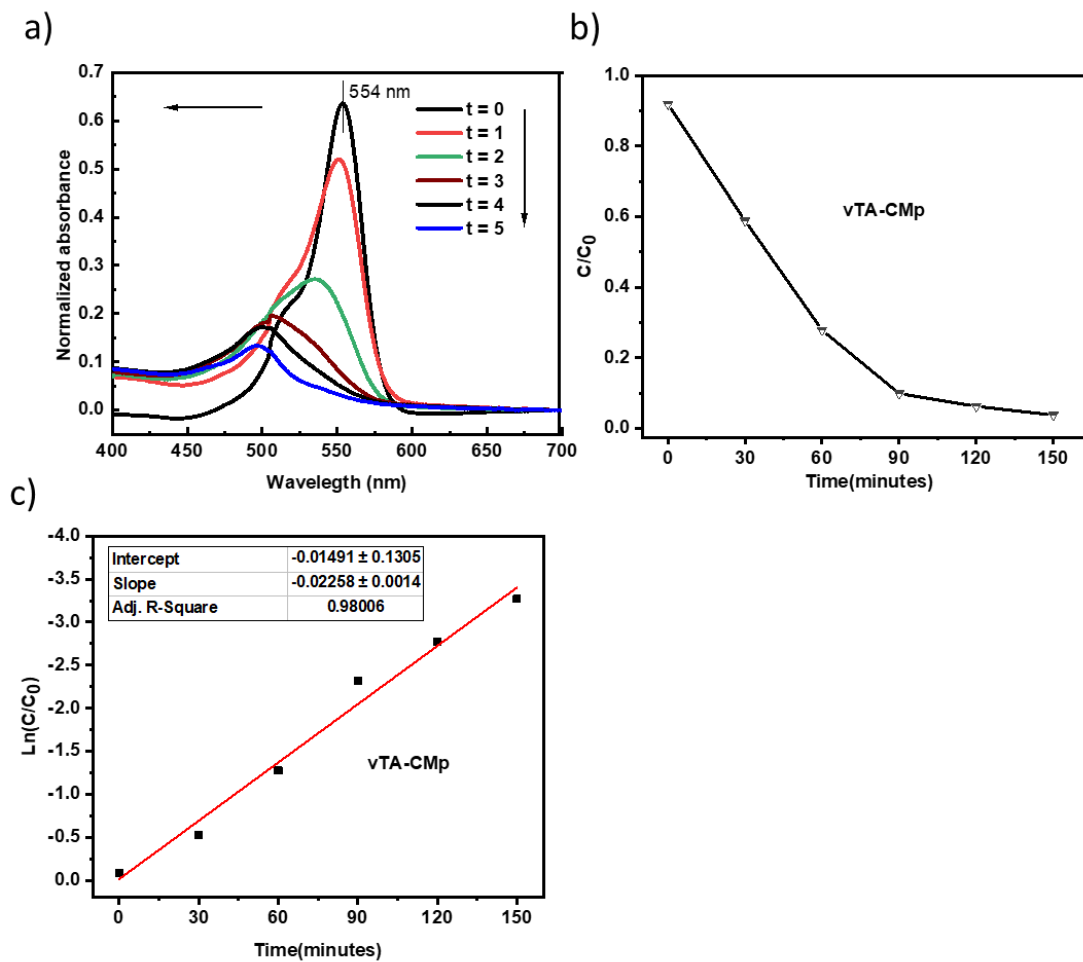 a)
Normalized absorbance
0.7
0.6
0.5
0.4
0.3
0.2
0.1
0.0
554 nm
t = 0
t = 1
t = 2
t = 3
t = 4
t = 5
400 450 500 550 600 650 700
Wavelegth (nm)
b)
C/C0
1.0
0.8
0.6
0.4
0.2
0.0
vTA-CMp
0 30 60 90 120 150
Time(minutes)
c)
Ln(C/C0)
-4.0
-3.5
-3.0
-2.5
-2.0
-1.5
-1.0
-0.5
0.0
Intercept -0.01491 ± 0.1305
Slope -0.02258 ± 0.0014
Adj. R-Square 0.98006
vTA-CMp
0 30 60 90 120 150
Time(minutes)